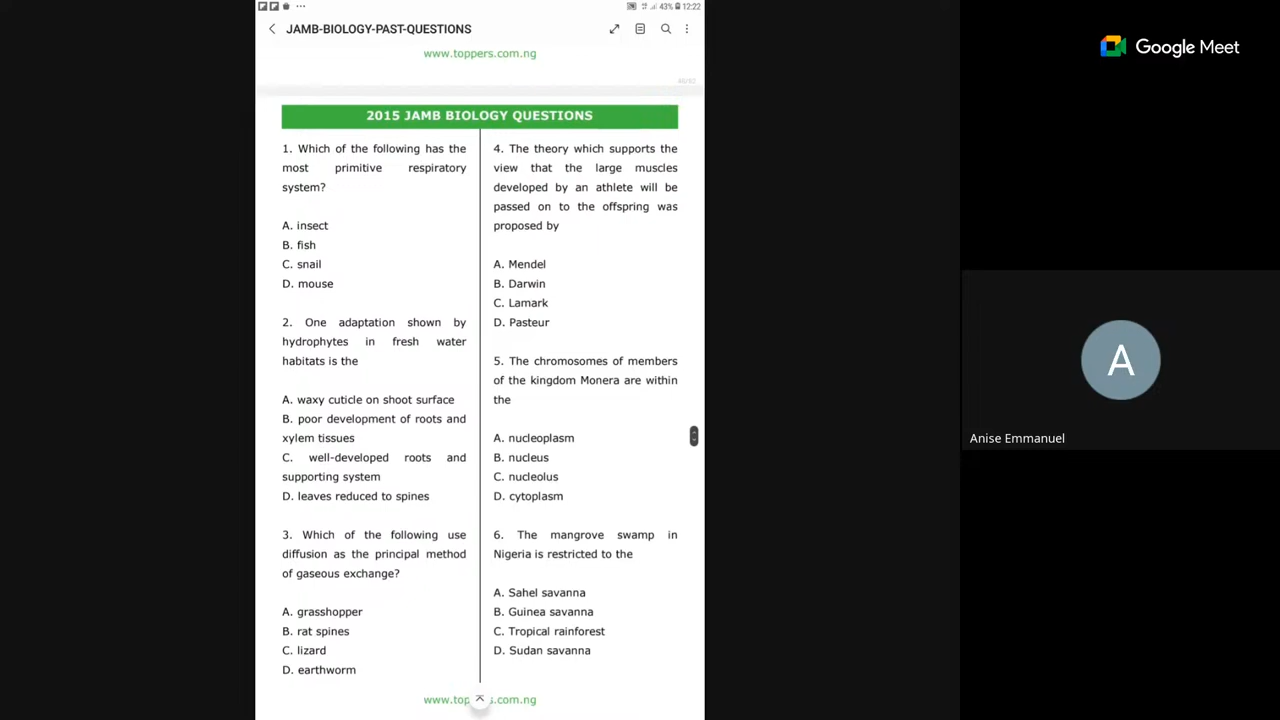 43% 12:22
JAMB-BIOLOGY-PAST-QUESTIONS
www.toppers.com.ng
2015 JAMB BIOLOGY QUESTIONS
1. Which of the following has the
most primitive respiratory
system?
A. insect
B. fish
C. snail
D. mouse
2. One adaptation shown by
hydrophytes in fresh water
habitats is the
A. waxy cuticle on shoot surface
B. poor development of roots and
xylem tissues
C. well-developed roots and
supporting system
D. leaves reduced to spines
3. Which of the following use
diffusion as the principal method
of gaseous exchange?
A. grasshopper
B. rat spines
C. lizard
D. earthworm
4. The theory which supports the
view that the large muscles
developed by an athlete will be
passed on to the offspring was
proposed by
A. Mendel
B. Darwin
C. Lamark
D. Pasteur
5. The chromosomes of members
of the kingdom Monera are within
the
A. nucleoplasm
B. nucleus
C. nucleolus
D. cytoplasm
6. The mangrove swamp in
Nigeria is restricted to the
A. Sahel savanna
B. Guinea savanna
C. Tropical rainforest
D. Sudan savanna
Google Meet
A
Anise Emmanuel